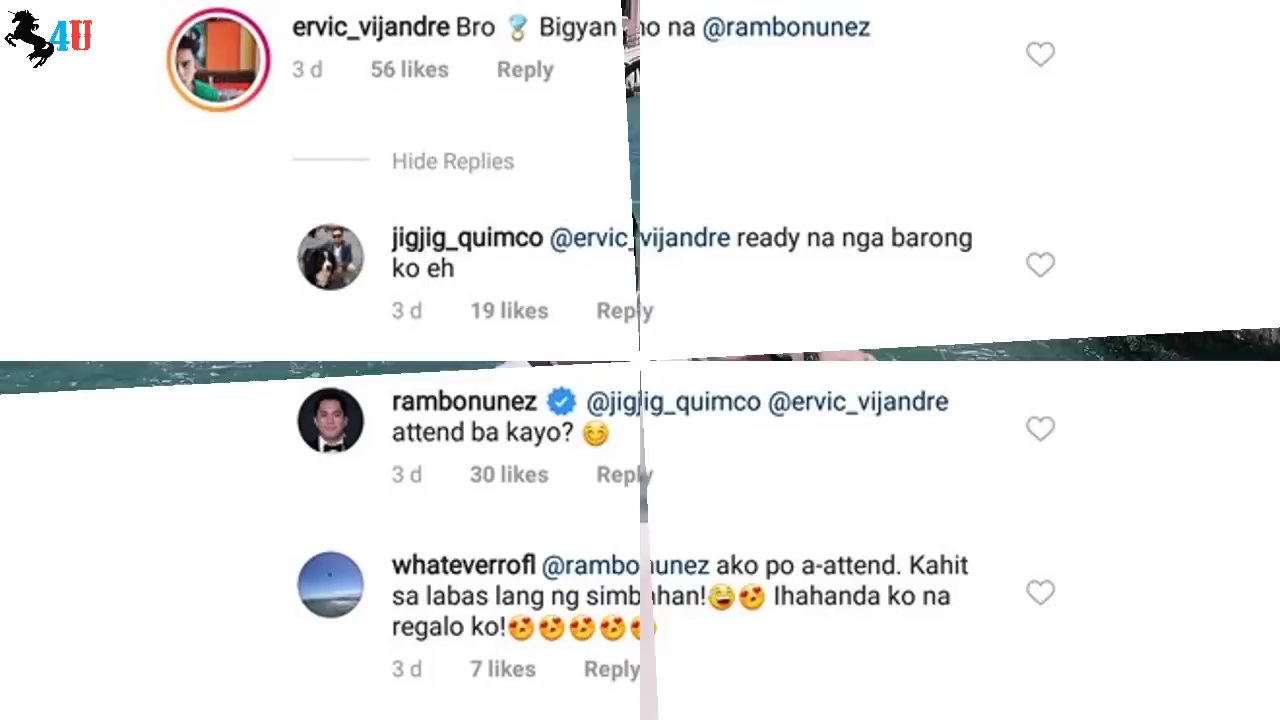 4U
ervic_vijandre Bro 💍 Bigyan mo na @rambonunez
3 d 56 likes Reply
Hide Replies
jigjig_quimco @ervic_vijandre ready na nga barong
ko eh
3 d 19 likes Reply
rambonunez @jigjig_quimco @ervic_vijandre
attend ba kayo? 😊
3 d 30 likes Reply
whateverrofl @rambonunez ako po a-attend. Kahit
sa labas lang ng simbahan!😂😍 Ihahanda ko na
regalo ko!😍😍😍😍😍
3 d 7 likes Reply